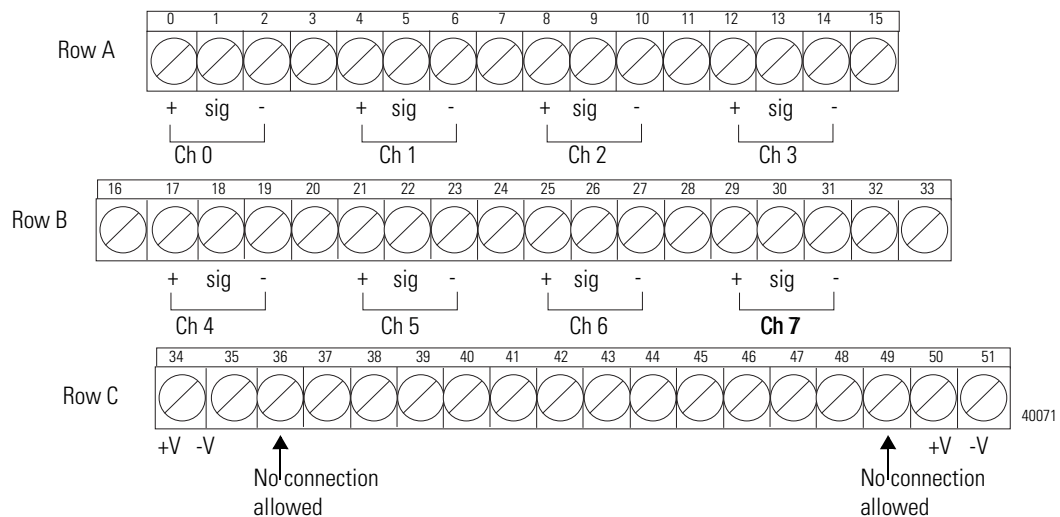 0 1 2 3 4 5 6 7 8 9 10 11 12 13 14 15
Row A
+ sig - + sig - + sig - + sig -
Ch 0 Ch 1 Ch 2 Ch 3
16 17 18 19 20 21 22 23 24 25 26 27 28 29 30 31 32 33
Row B
+ sig - + sig - + sig - + sig -
Ch 4 Ch 5 Ch 6 Ch 7
34 35 36 37 38 39 40 41 42 43 44 45 46 47 48 49 50 51
Row C
40071
+V -V +V -V
No connection No connection
allowed allowed